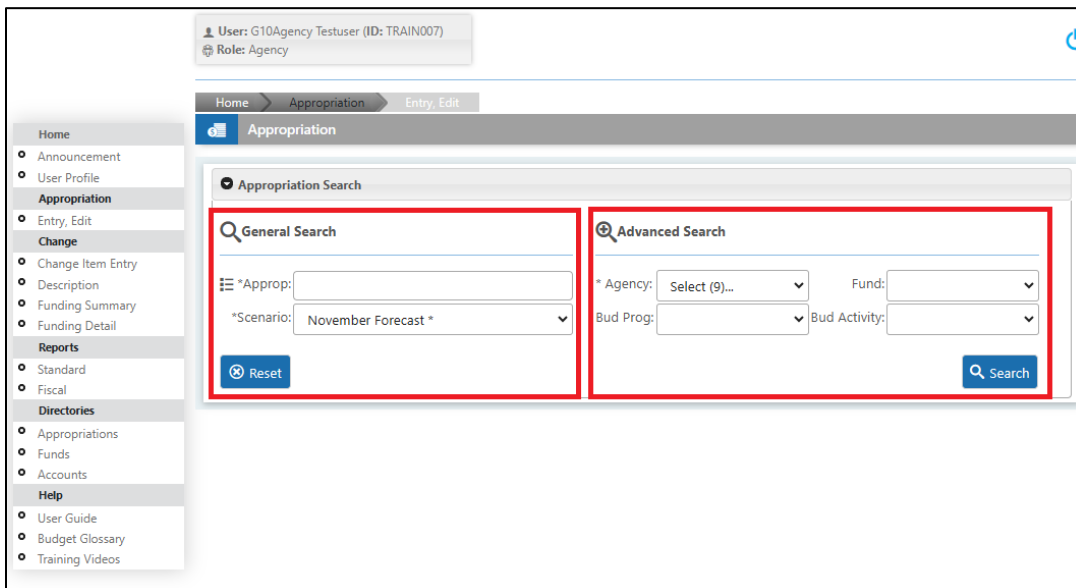 User: G10Agency Testuser (ID: TRAIN007)
Role: Agency
Home Appropriation Entry, Edit
Appropriation
Home
Announcement
User Profile
Appropriation
Entry, Edit
Change
Change Item Entry
Description
Funding Summary
Funding Detail
Reports
Standard
Fiscal
Directories
Appropriations
Funds
Accounts
Help
User Guide
Budget Glossary
Training Videos
Appropriation Search
General Search
*Approp:
*Scenario: November Forecast *
Reset
Advanced Search
* Agency: Select (9)... Fund:
Bud Prog: Bud Activity:
Search